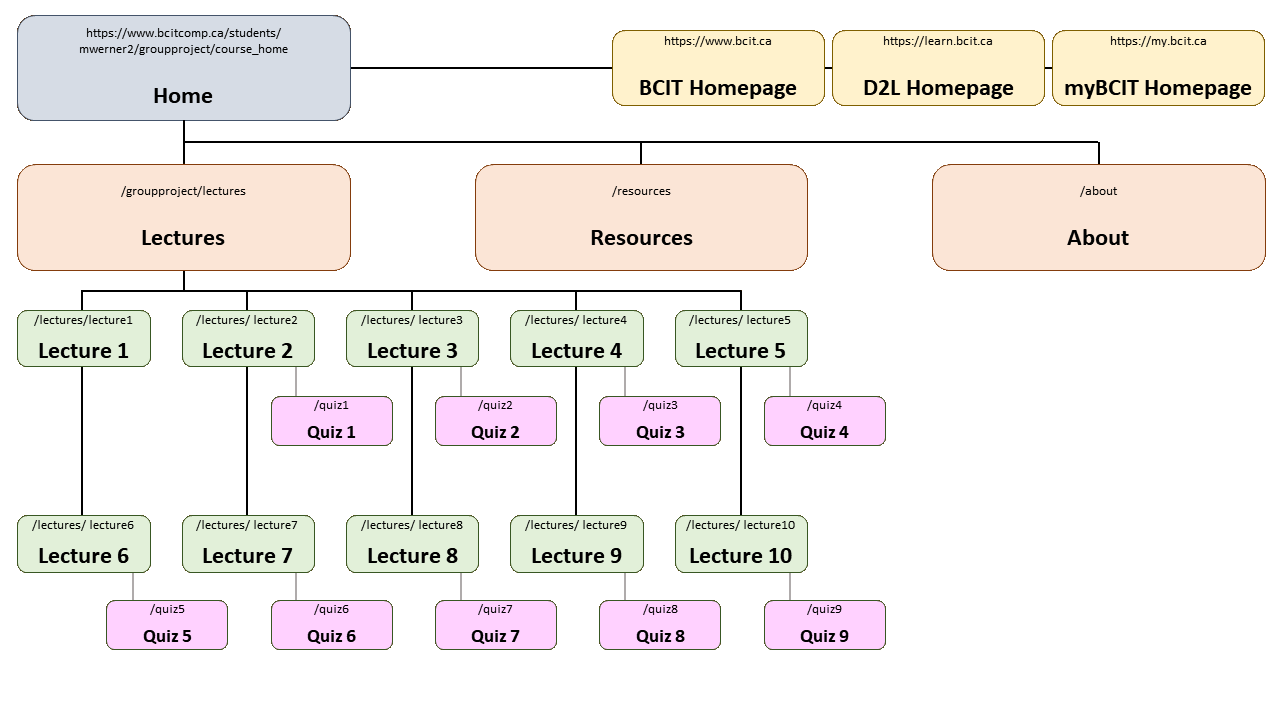 https://www.bcitcomp.ca/students/
mwerner2/groupproject/course_home
Home
https://www.bcit.ca
BCIT Homepage
https://learn.bcit.ca
D2L Homepage
https://my.bcit.ca
myBCIT Homepage
/groupproject/lectures
Lectures
/resources
Resources
/about
About
/lectures/lecture1
Lecture 1
/lectures/ lecture2
Lecture 2
/lectures/ lecture3
Lecture 3
/lectures/ lecture4
Lecture 4
/lectures/ lecture5
Lecture 5
/quiz1
Quiz 1
/quiz2
Quiz 2
/quiz3
Quiz 3
/quiz4
Quiz 4
/lectures/ lecture6
Lecture 6
/lectures/ lecture7
Lecture 7
/lectures/ lecture8
Lecture 8
/lectures/ lecture9
Lecture 9
/lectures/ lecture10
Lecture 10
/quiz5
Quiz 5
/quiz6
Quiz 6
/quiz7
Quiz 7
/quiz8
Quiz 8
/quiz9
Quiz 9